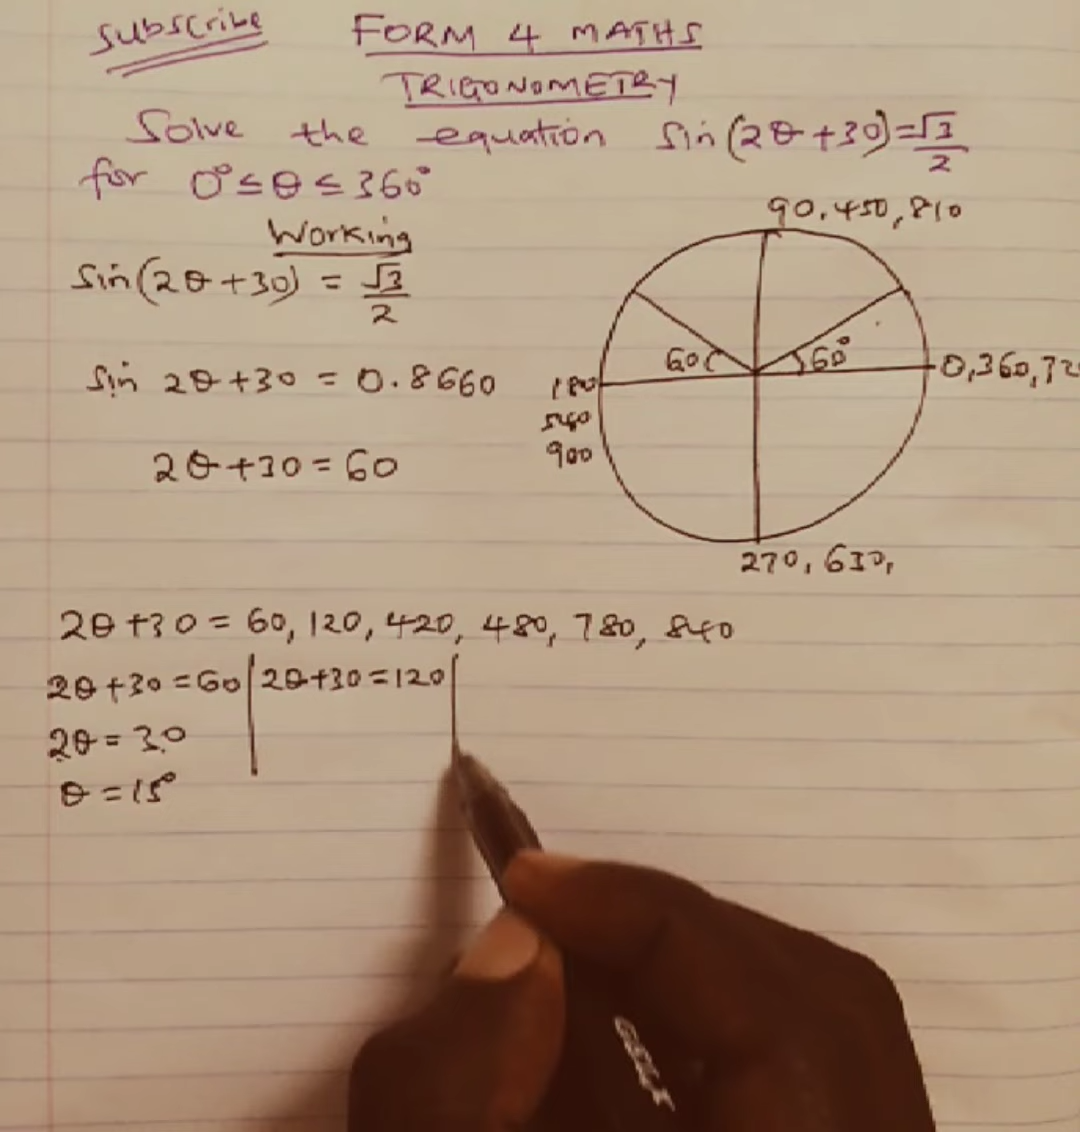 Subscribe FORM 4 MATHS
TRIGONOMETRY
Solve the equation Sin(2θ+30)=√3/2
for 0°≤θ≤360°
Working
Sin(2θ+30) = √3/2
Sin 2θ+30 = 0.8660
2θ+30 = 60
90, 450, 810
60 60°
0, 360, 72
180
540
900
270, 630,
2θ+30 = 60, 120, 420, 480, 780, 840
2θ+30 = 60 2θ+30 = 120
2θ = 30
θ = 15°